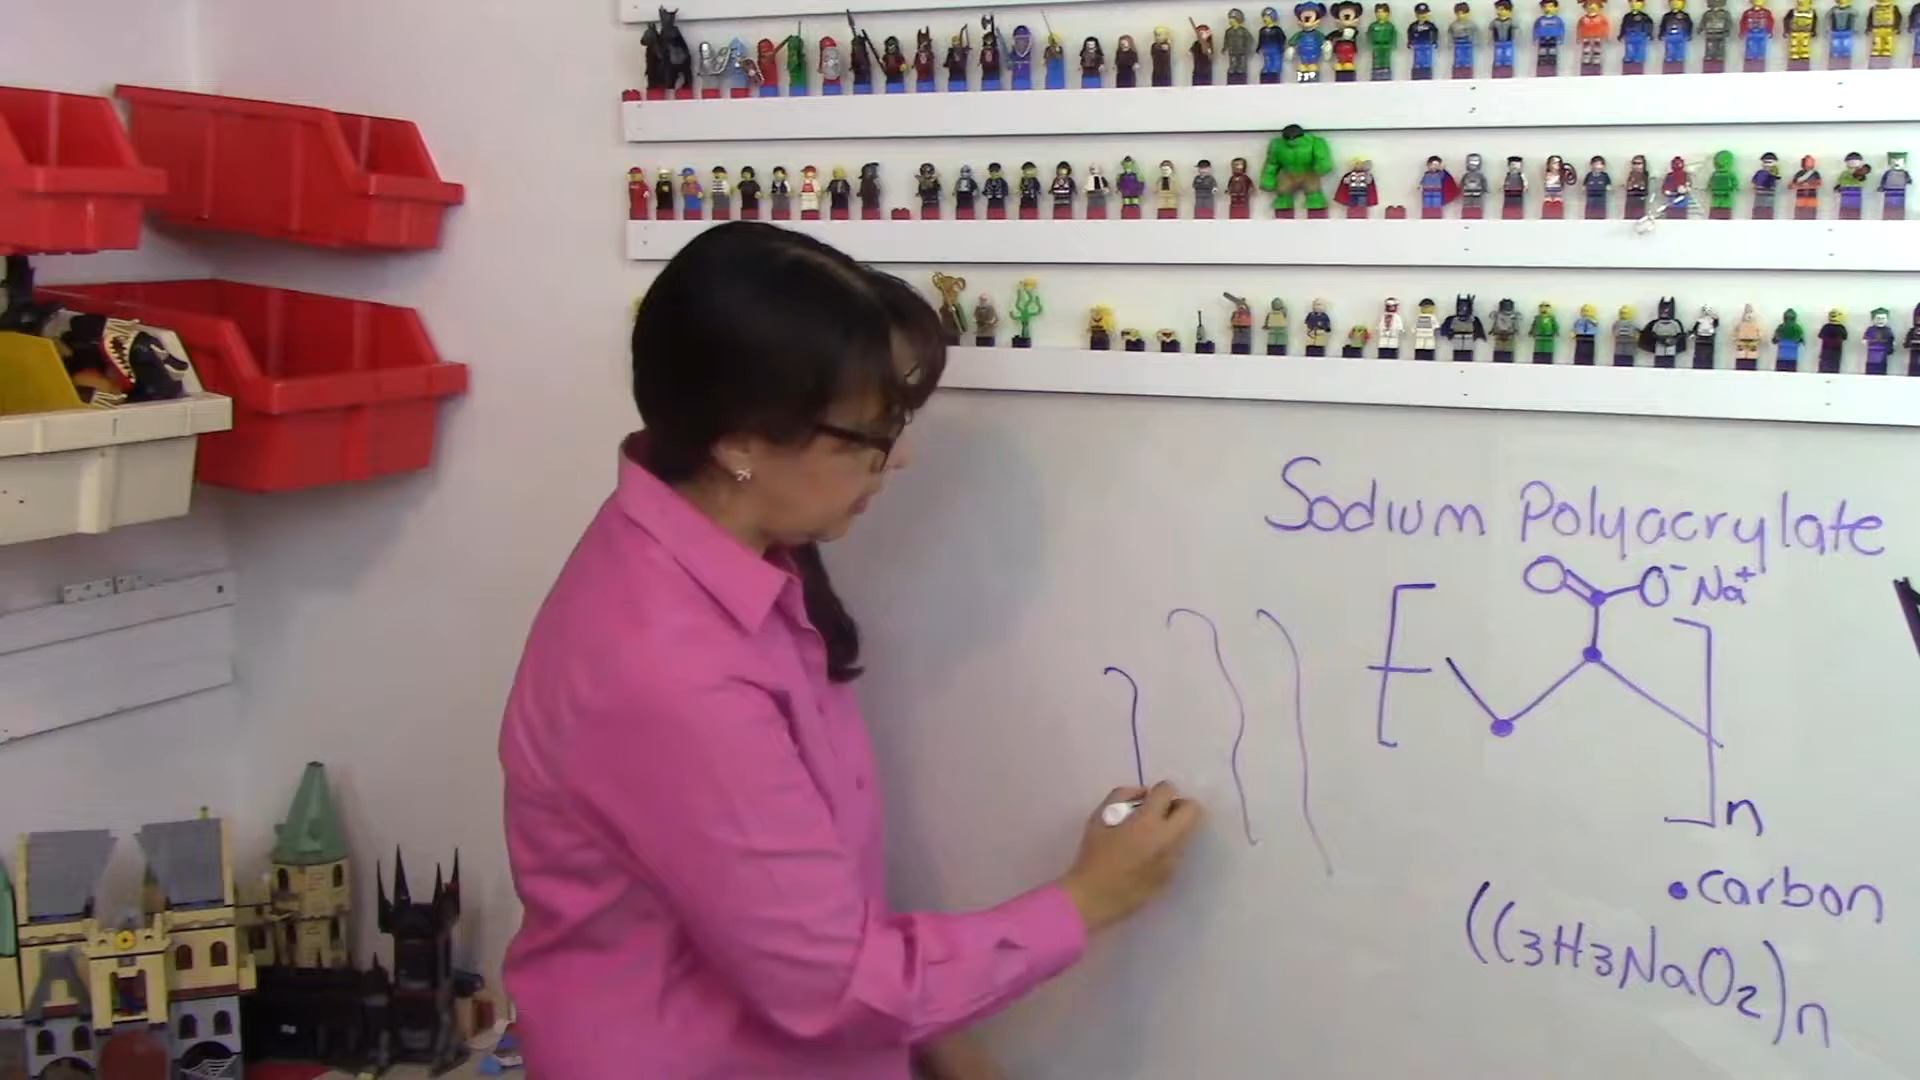 Sodium Polyacrylate
O O⁻ Na⁺
n
•carbon
(C3H3NaO2)n